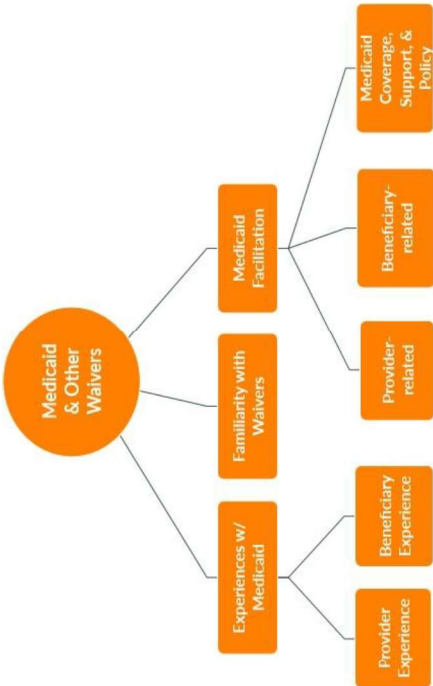 Medicaid
& Other
Waivers
Experiences w/
Medicaid
Familiarity with
Waivers
Medicaid
Facilitation
Provider
Experience
Beneficiary
Experience
Provider-
related
Beneficiary-
related
Medicaid
Coverage,
Support, &
Policy